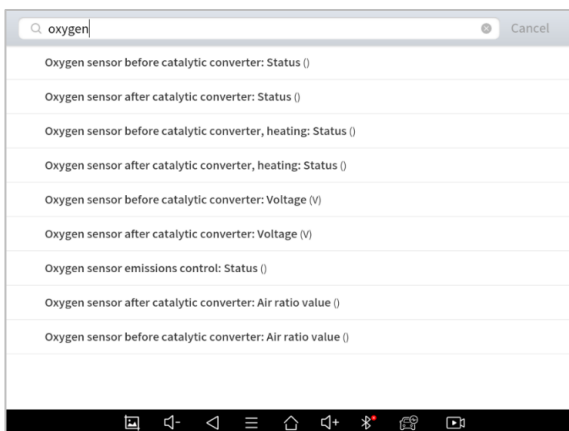 oxygen
Cancel
Oxygen sensor before catalytic converter: Status ()
Oxygen sensor after catalytic converter: Status ()
Oxygen sensor before catalytic converter, heating: Status ()
Oxygen sensor after catalytic converter, heating: Status ()
Oxygen sensor before catalytic converter: Voltage (V)
Oxygen sensor after catalytic converter: Voltage (V)
Oxygen sensor emissions control: Status ()
Oxygen sensor after catalytic converter: Air ratio value ()
Oxygen sensor before catalytic converter: Air ratio value ()